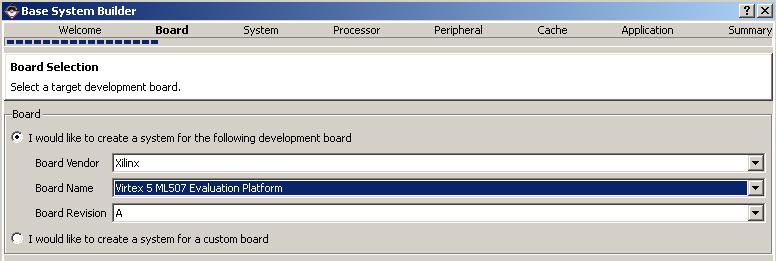 Base System Builder
Welcome Board System Processor Peripheral Cache Application Summary
Board Selection
Select a target development board.
Board
I would like to create a system for the following development board
Board Vendor Xilinx
Board Name Virtex 5 ML507 Evaluation Platform
Board Revision A
I would like to create a system for a custom board